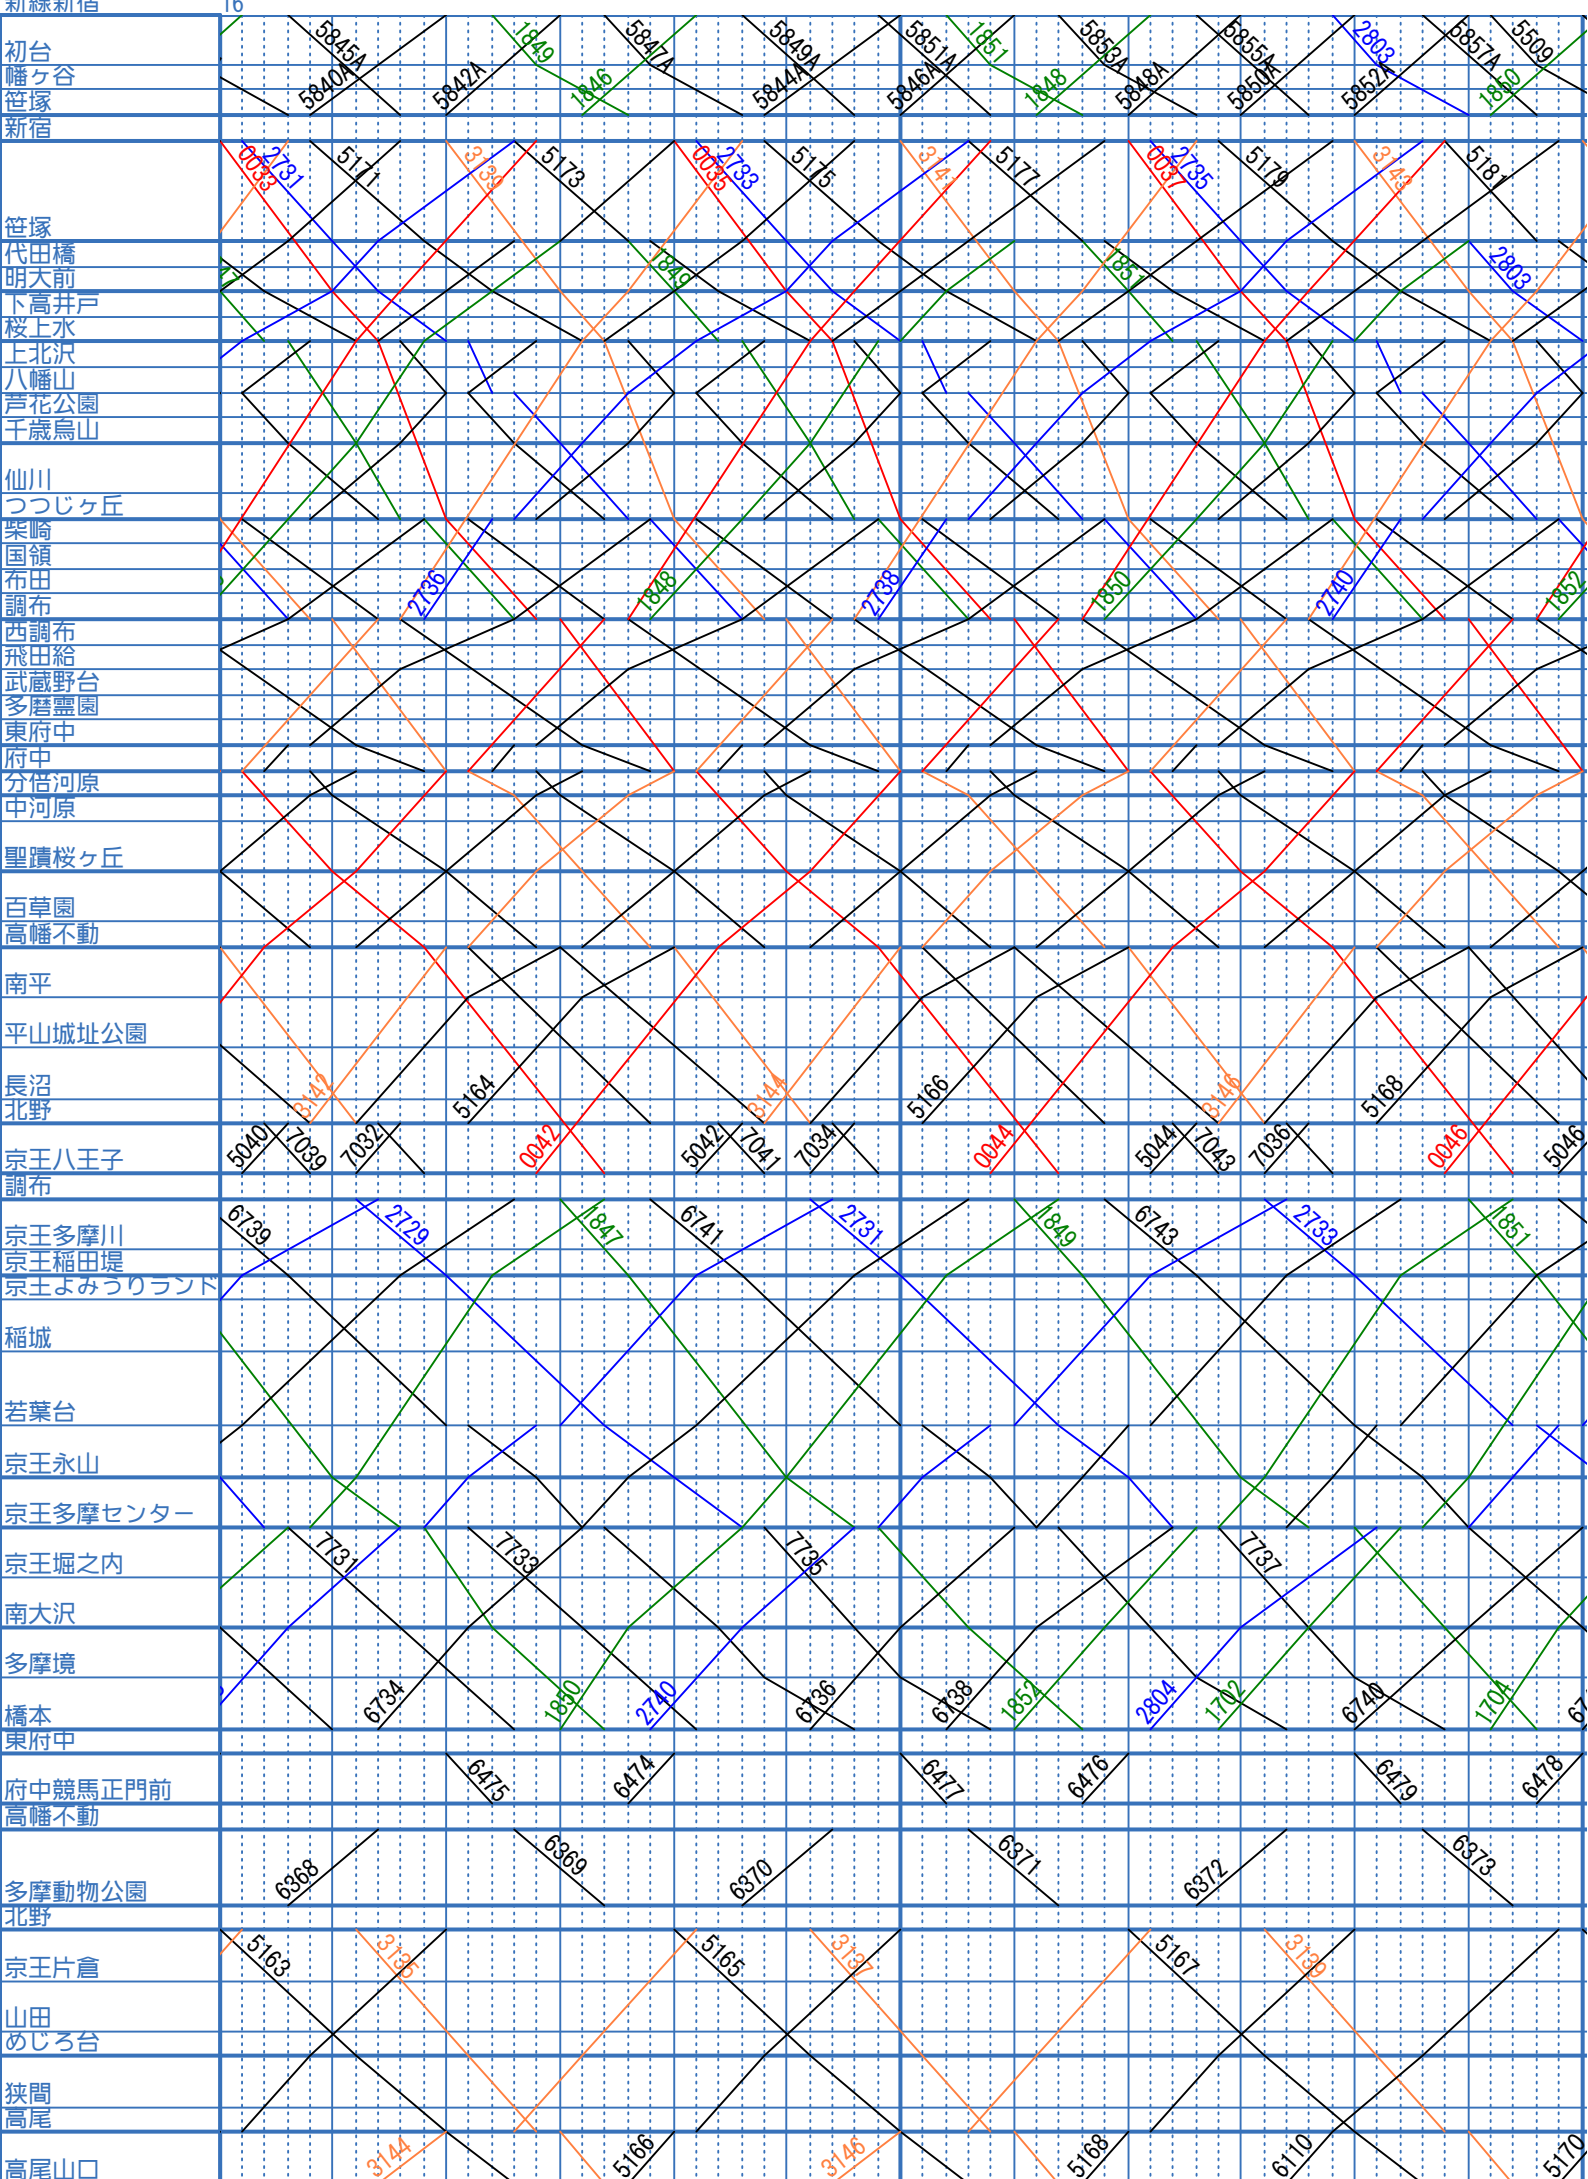 新線新宿 16
初台 5845A 1849 5847A 5849A 5851A 1851 5853A 5855A 2803 5857A 5509
幡ヶ谷
笹塚 5840A 5842A 1846 5844A 5846A 1848 5848A 5850A 5852A 1850
新宿
0033 2731 5171 3139 5173 0035 2733 5175 3141 5177 0037 2735 5179 3143 5181
笹塚
代田橋
明大前 1849 1851 2803
下高井戸
桜上水
上北沢
八幡山
芦花公園
千歳烏山
仙川
つつじヶ丘
柴崎
国領
布田
調布 2736 1848 2738 1850 2740 1852
西調布
飛田給
武蔵野台
多磨霊園
東府中
府中
分倍河原
中河原
聖蹟桜ヶ丘
百草園
高幡不動
南平
平山城址公園
長沼
北野 3142 5164 3144 5166 3146 5168
京王八王子 5040 7039 7032 0042 5042 7041 7034 0044 5044 7043 7036 0046 5046
調布
京王多摩川 6739 2729 1847 6741 2731 1849 6743 2733 1851
京王稲田堤
京王よみうりランド
稲城
若葉台
京王永山
京王多摩センター
京王堀之内 7731 7733 7735 7737
南大沢
多摩境
橋本 6734 1850 2740 6736 6738 1852 2804 1702 6740 1704
東府中
府中競馬正門前 6475 6474 6477 6476 6479 6478
高幡不動
多摩動物公園 6368 6369 6370 6371 6372 6373
北野
京王片倉 5163 3135 5165 3137 5167 3139
山田
めじろ台
狭間
高尾
高尾山口 3144 5166 3146 5168 6110 5170